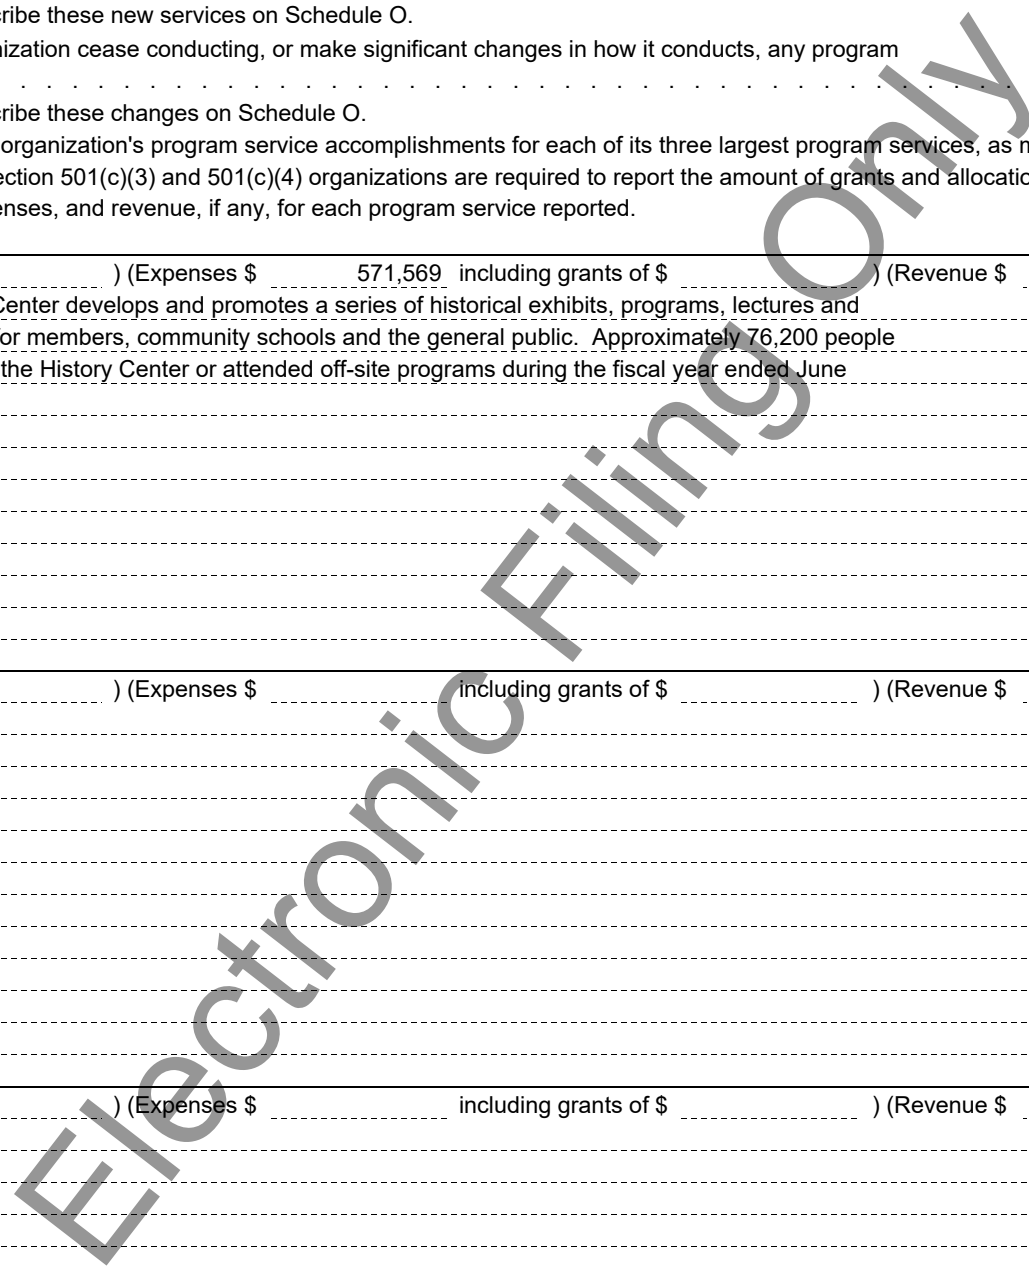 cribe these new services on Schedule O.
nization cease conducting, or make significant changes in how it conducts, any program
. . . . . . . . . . . . . . . . . . . . . . . . . . . . . . . . . . . . . . .
cribe these changes on Schedule O.
organization's program service accomplishments for each of its three largest program services, as m
ection 501(c)(3) and 501(c)(4) organizations are required to report the amount of grants and allocatio
enses, and revenue, if any, for each program service reported.
) (Expenses $ 571,569 including grants of $ ) (Revenue $
Center develops and promotes a series of historical exhibits, programs, lectures and
or members, community schools and the general public. Approximately 76,200 people
the History Center or attended off-site programs during the fiscal year ended June
) (Expenses $ including grants of $ ) (Revenue $
) (Expenses $ including grants of $ ) (Revenue $
Electronic Filing Only